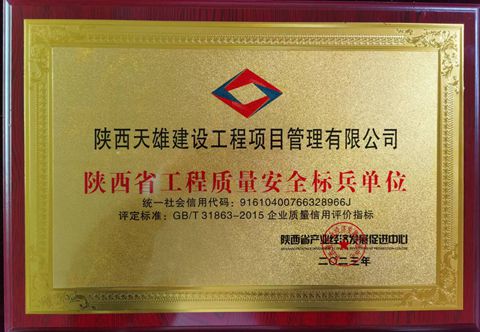 陕西天雄建设工程项目管理有限公司
陕西省工程质量安全标兵单位
统一社会信用代码：91610400766328966J
评定标准：GB/T 31863-2015 企业质量信用评价指标
陕西省产业经济发展促进中心
二〇二三年